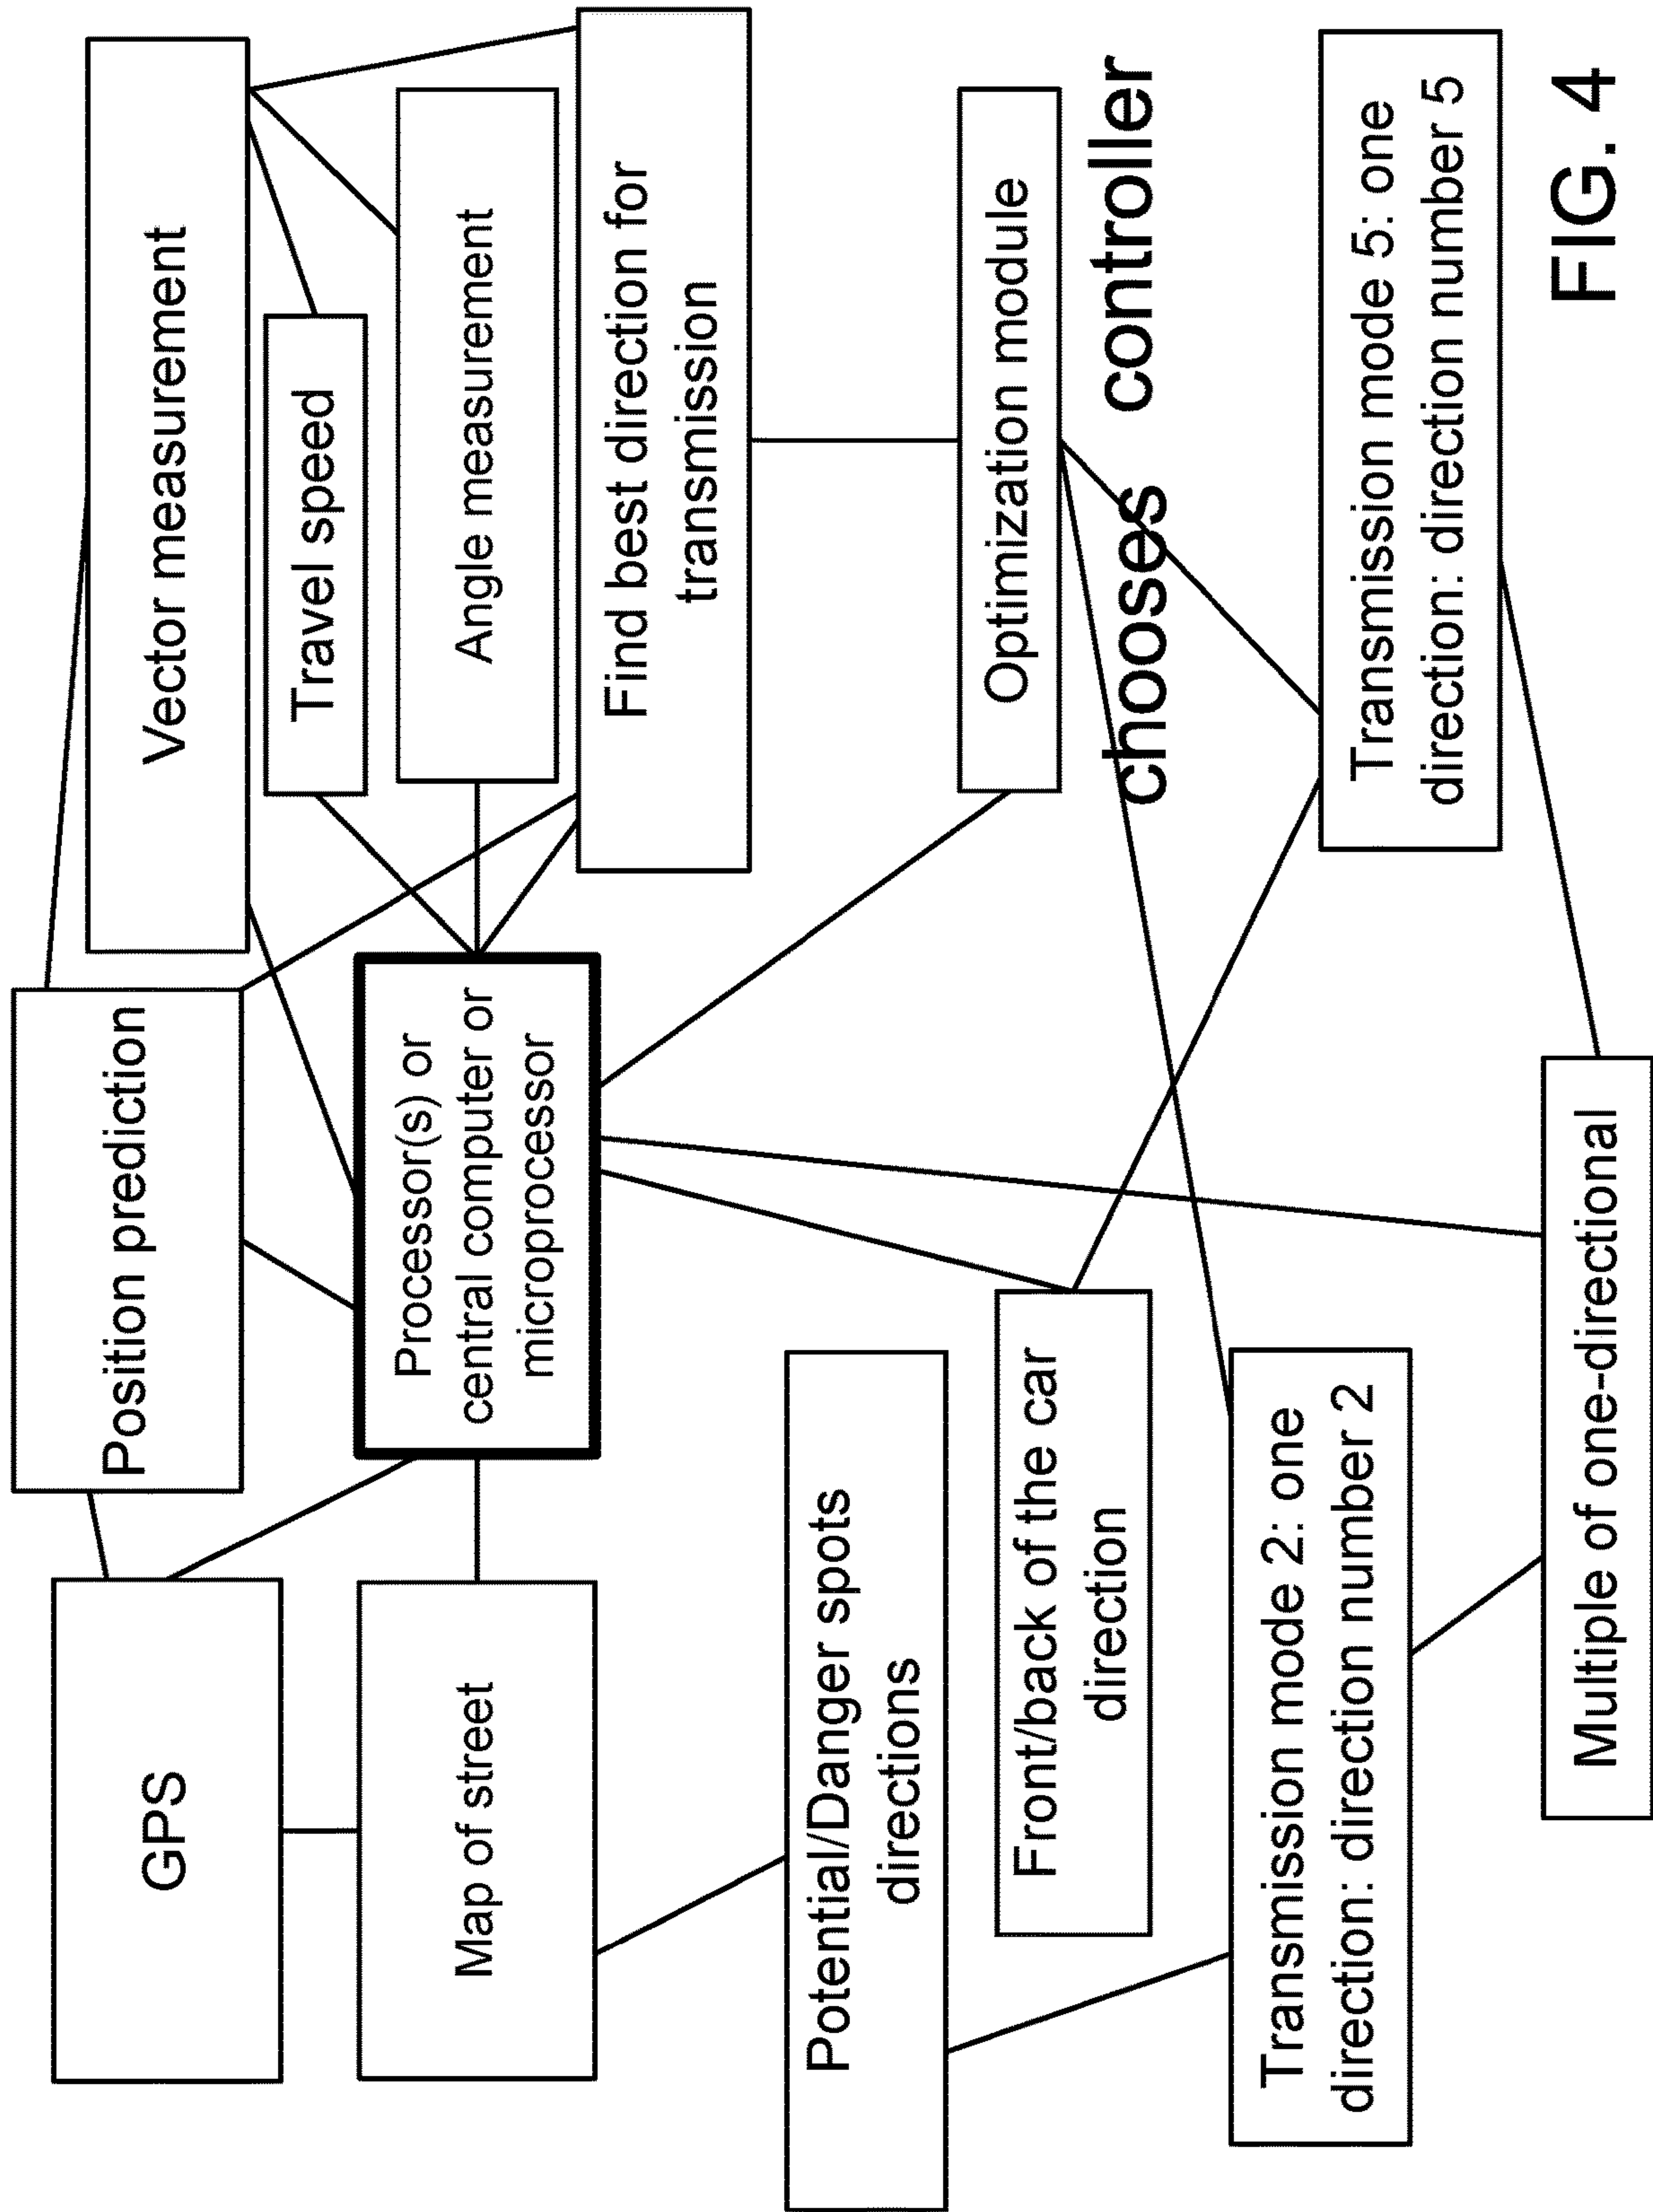 GPS
Position prediction
Vector measurement
Travel speed
Map of street
Processor(s) or
central computer or
microprocessor
Angle measurement
Find best direction for
transmission
Potential/Danger spots
directions
Optimization module
Front/back of the car
direction
chooses controller
Transmission mode 2: one
direction: direction number 2
Transmission mode 5: one
direction: direction number 5
Multiple of one-directional
FIG. 4